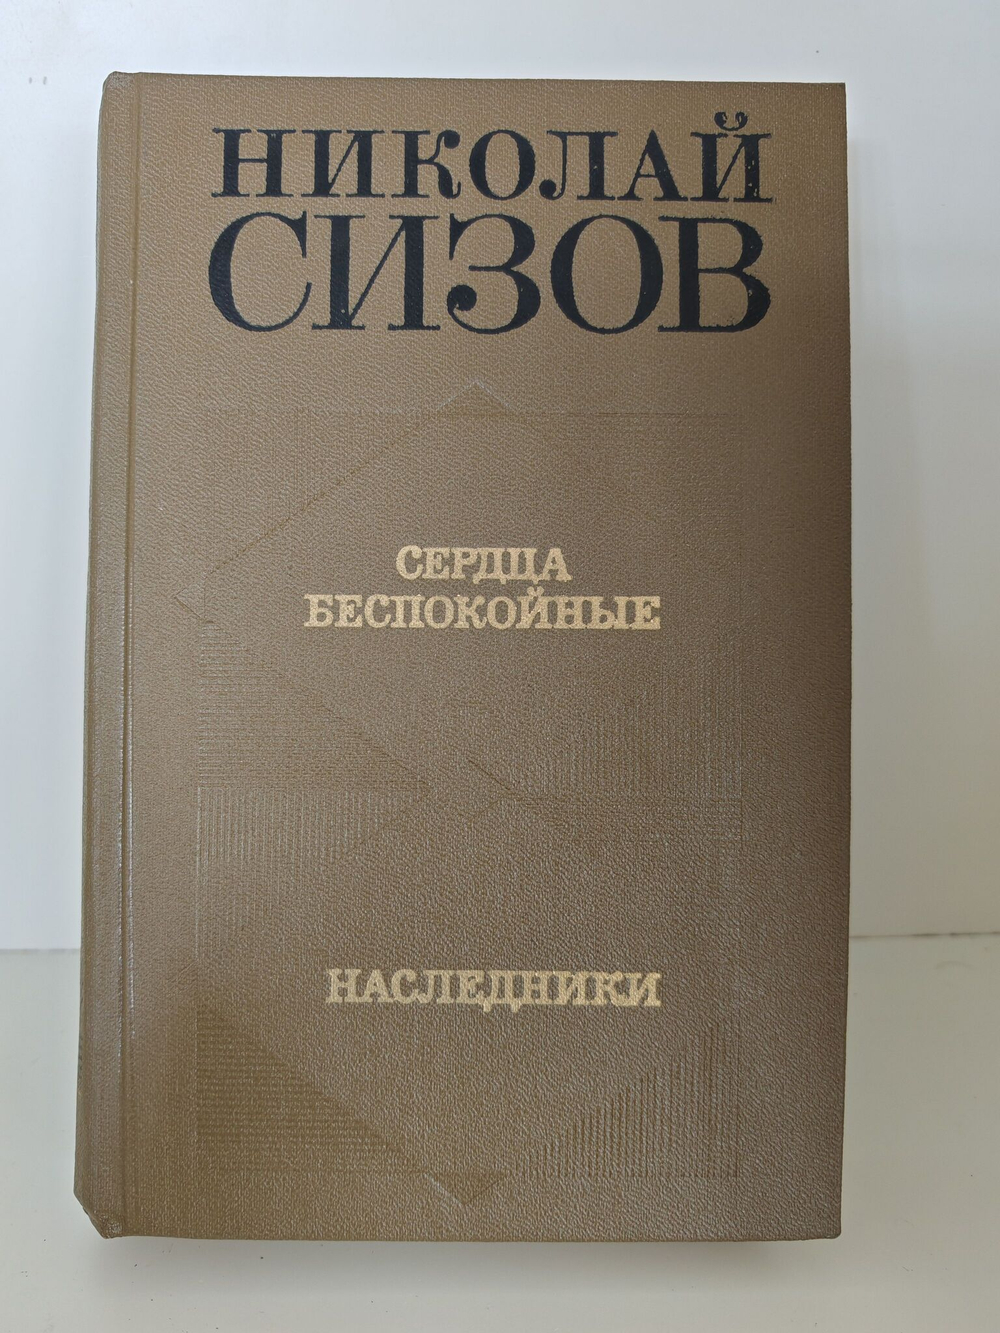 НИКОЛАЙ
СИЗОВ
СЕРДЦА
БЕСПОКОЙНЫЕ
НАСЛЕДНИКИ